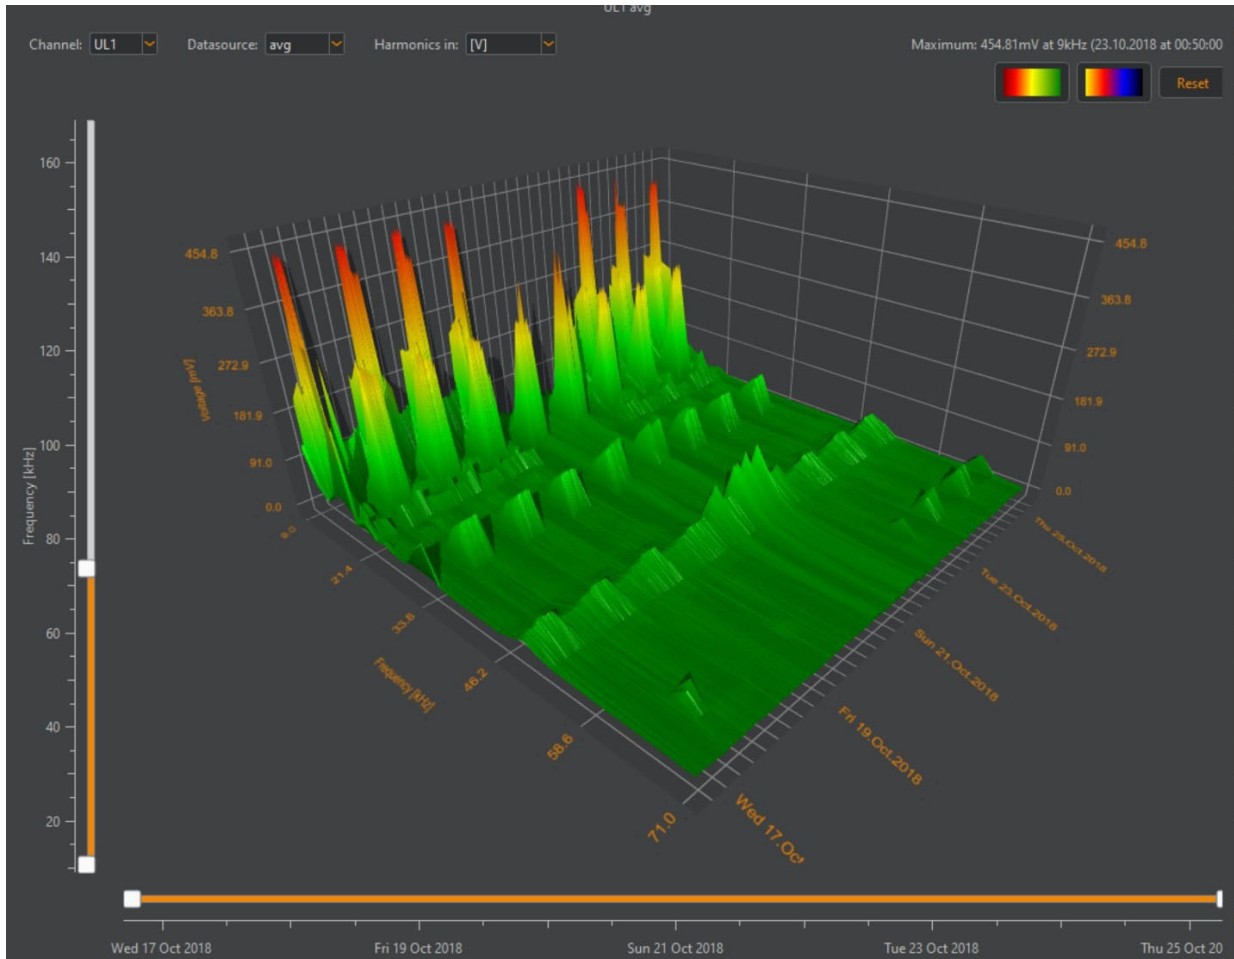 UL1 avg
Channel: UL1 Datasource: avg Harmonics in: [V] Maximum: 454.81mV at 9kHz (23.10.2018 at 00:50:00
Reset
160
140
120
100
80
60
40
20
Frequency [kHz]
454.8
363.8
272.9
181.9
91.0
0.0
Voltage [mV]
9.0
21.4
33.8
46.2
58.6
71.0
Frequency [kHz]
454.8
363.8
272.9
181.9
91.0
0.0
Thu 25.Oct.2018
Tue 23.Oct.2018
Sun 21.Oct.2018
Fri 19.Oct.2018
Wed 17.Oct
Wed 17 Oct 2018 Fri 19 Oct 2018 Sun 21 Oct 2018 Tue 23 Oct 2018 Thu 25 Oct 20